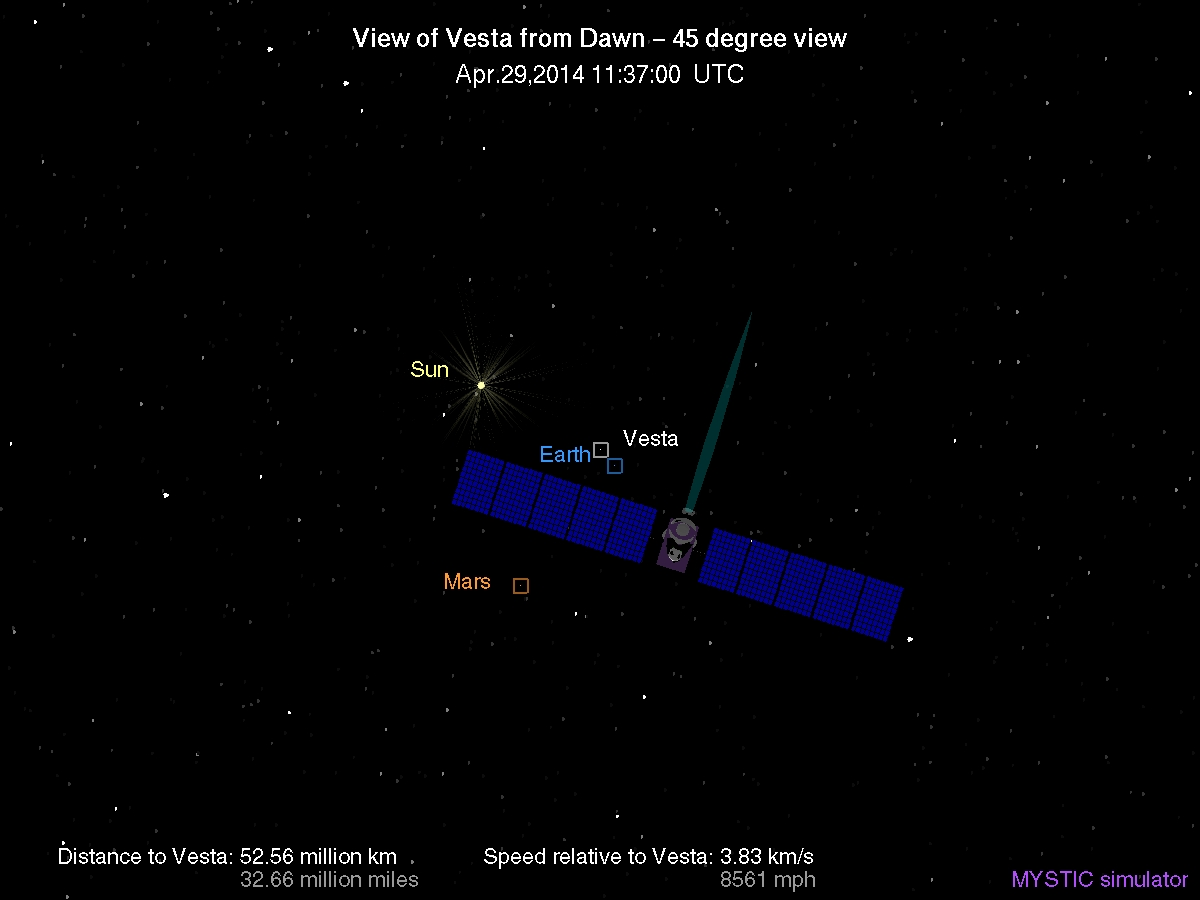 View of Vesta from Dawn – 45 degree view
Apr.29,2014 11:37:00 UTC
Sun
Vesta
Earth
Mars
Distance to Vesta: 52.56 million km
32.66 million miles
Speed relative to Vesta: 3.83 km/s
8561 mph
MYSTIC simulator